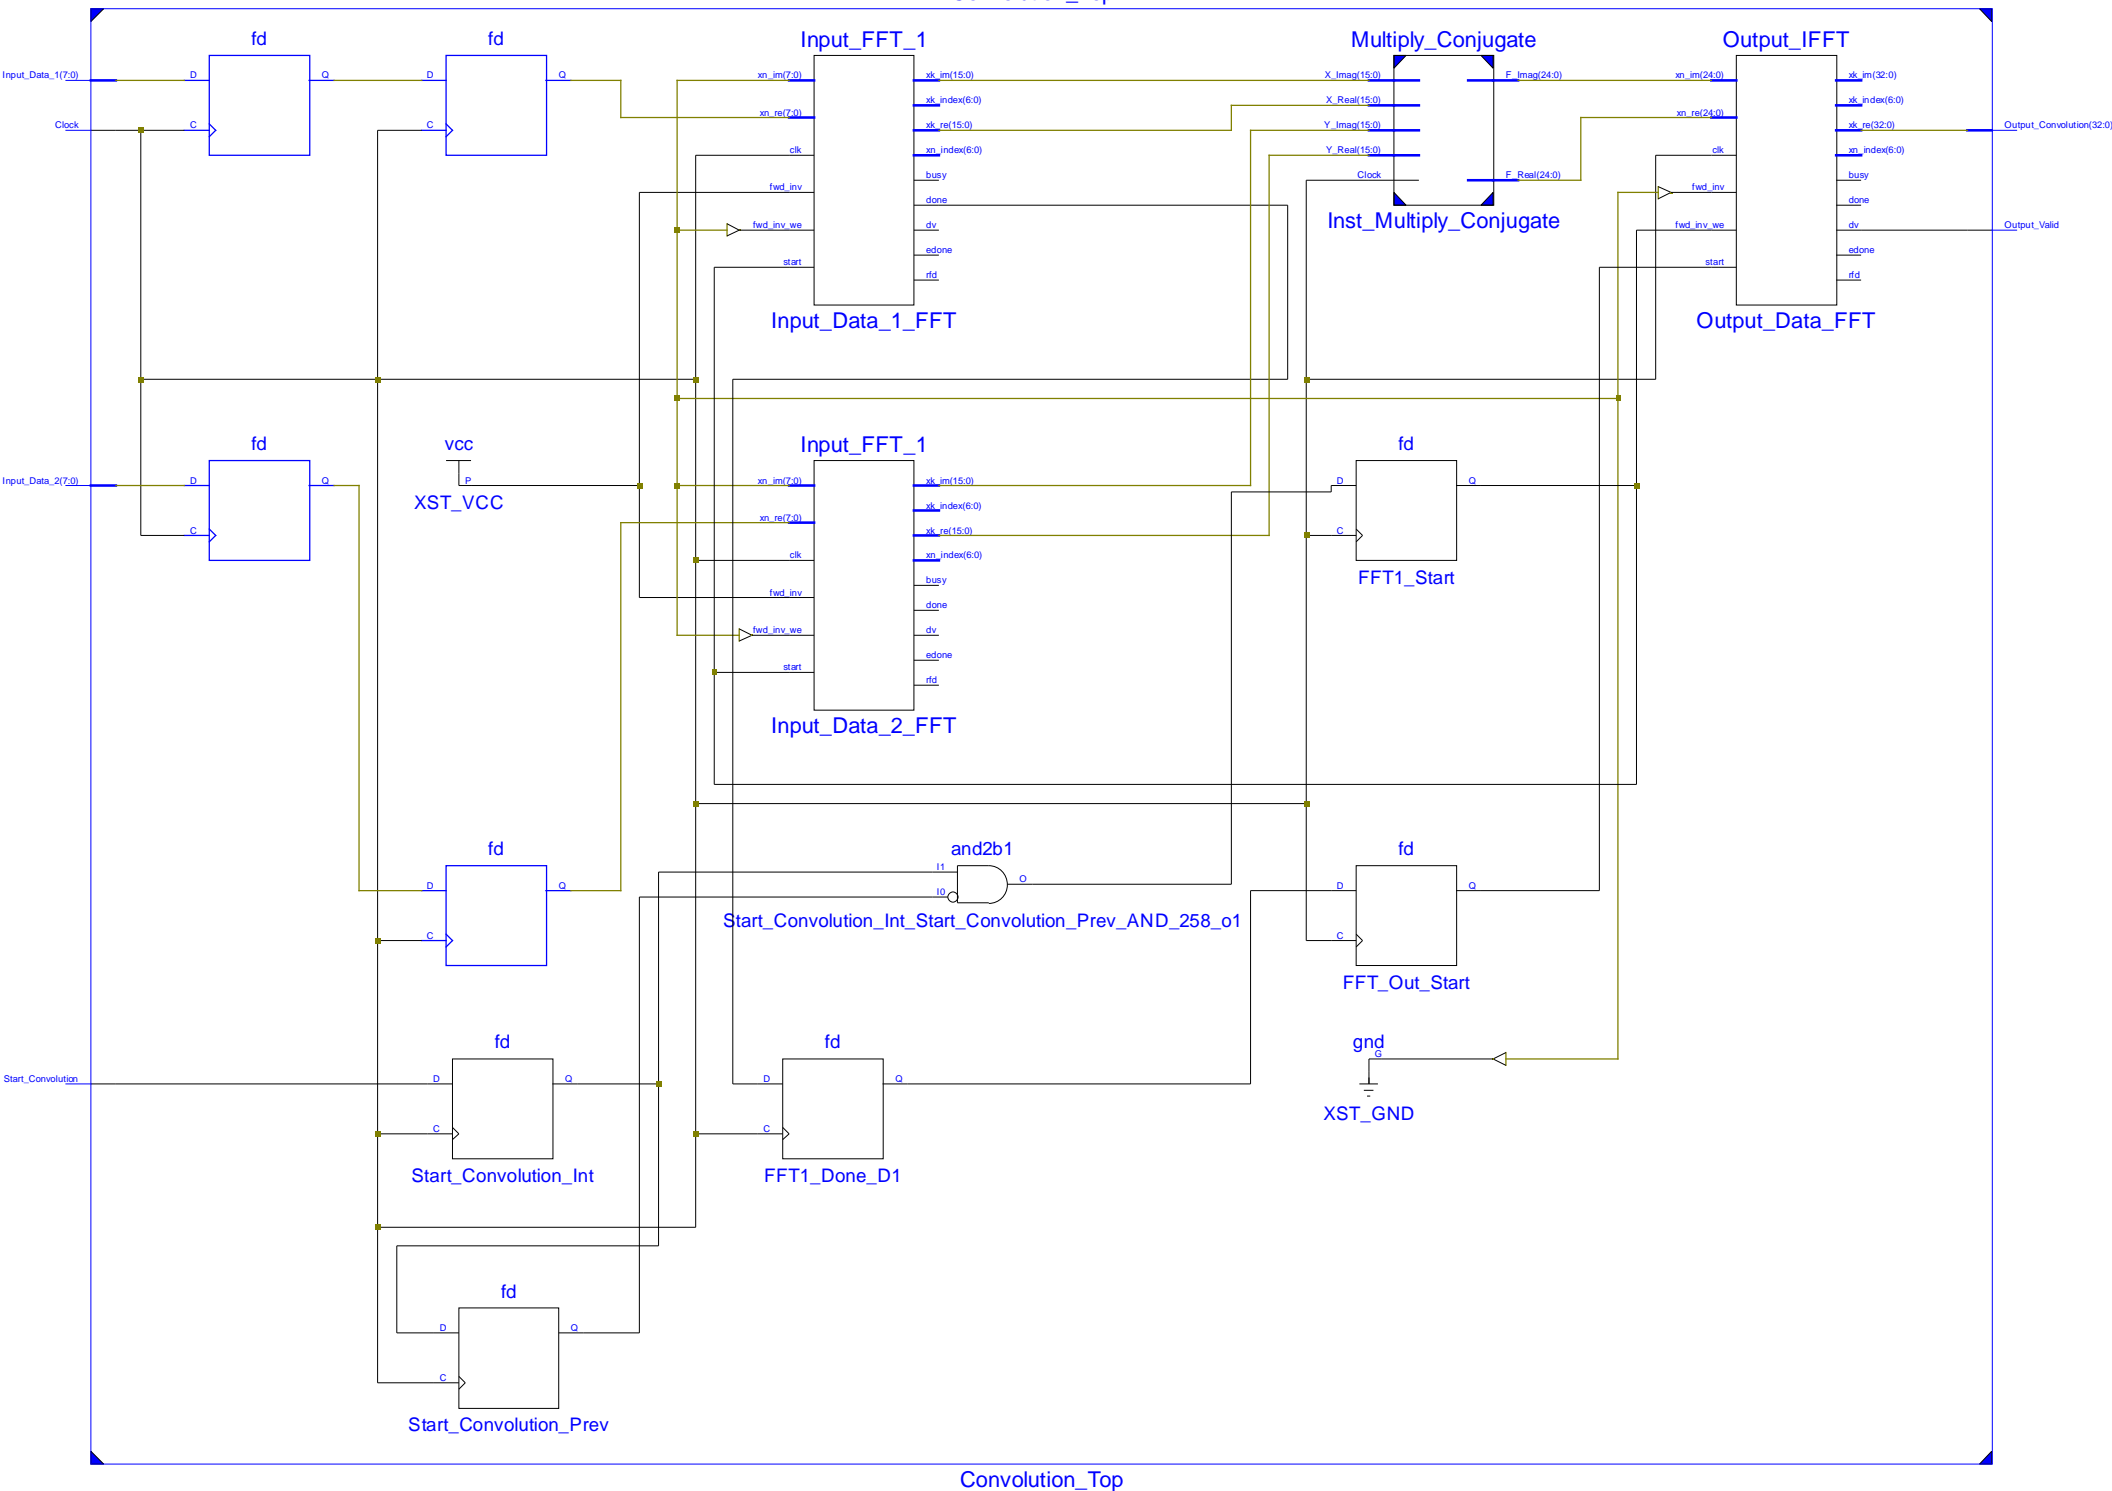 fd
fd
Input_FFT_1
Multiply_Conjugate
Output_IFFT
Input_Data_1(7:0)
D
Q
D
Q
xn_im(7:0)
xk_im(15:0)
X_Imag(15:0)
F_Imag(24:0)
xn_im(24:0)
xk_im(32:0)
xk_index(6:0)
X_Real(15:0)
xk_index(6:0)
xn_re(7:0)
xn_re(24:0)
Clock
C
C
xk_re(15:0)
Y_Imag(15:0)
xk_re(32:0)
Output_Convolution(32:0)
clk
xn_index(6:0)
Y_Real(15:0)
clk
xn_index(6:0)
busy
Clock
F_Real(24:0)
busy
fwd_inv
fwd_inv
done
done
fwd_inv_we
dv
Inst_Multiply_Conjugate
fwd_inv_we
dv
Output_Valid
edone
edone
start
start
rfd
rfd
Input_Data_1_FFT
Output_Data_FFT
fd
vcc
Input_FFT_1
fd
Input_Data_2(7:0)
D
Q
P
xn_im(7:0)
xk_im(15:0)
D
Q
XST_VCC
xk_index(6:0)
xn_re(7:0)
C
xk_re(15:0)
C
clk
xn_index(6:0)
FFT1_Start
busy
fwd_inv
done
fwd_inv_we
dv
edone
start
rfd
Input_Data_2_FFT
fd
and2b1
fd
I1
O
D
Q
I0
D
Q
Start_Convolution_Int_Start_Convolution_Prev_AND_258_o1
C
C
FFT_Out_Start
fd
fd
gnd
G
Start_Convolution
D
Q
D
Q
XST_GND
C
C
Start_Convolution_Int
FFT1_Done_D1
fd
D
Q
C
Start_Convolution_Prev
Convolution_Top